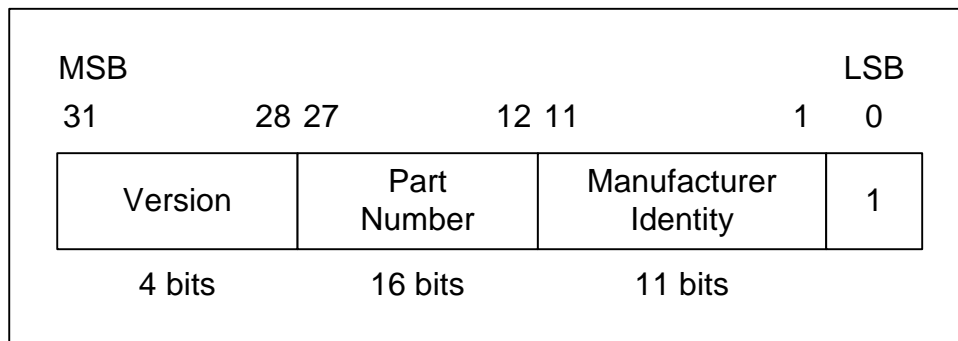 MSB LSB
31 28 27 12 11 1 0
Version Part Number Manufacturer Identity 1
4 bits 16 bits 11 bits